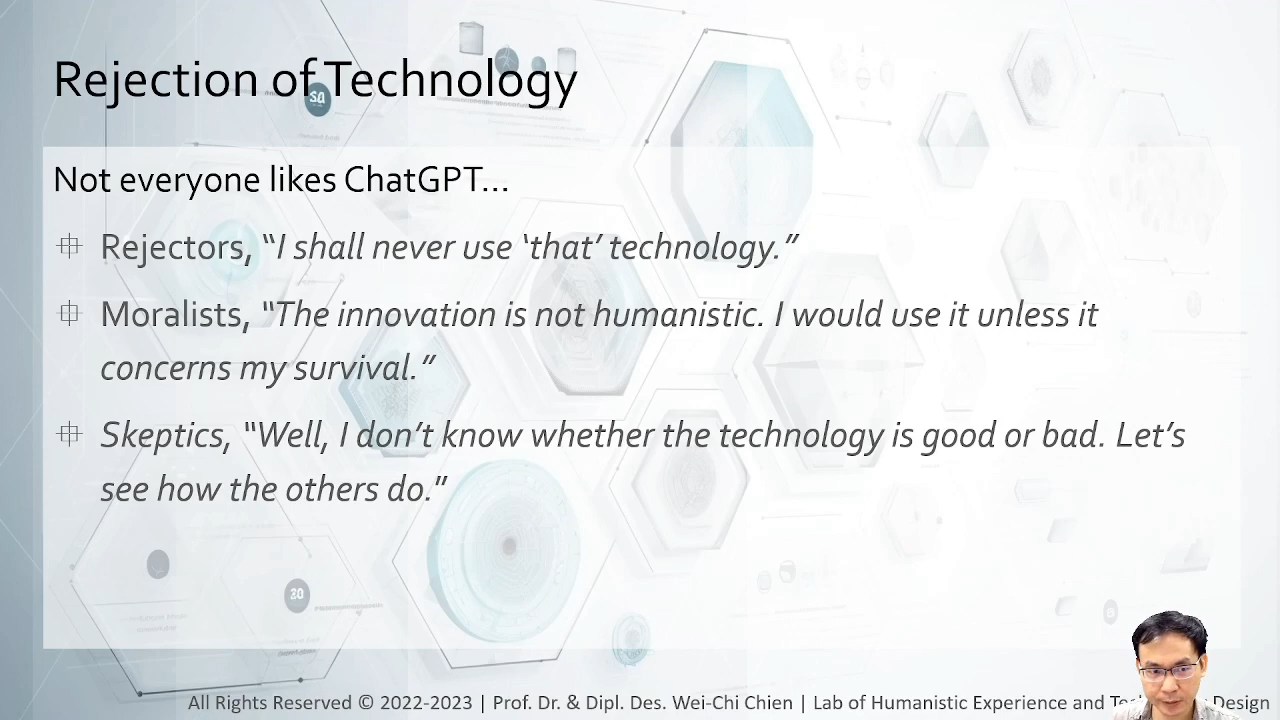 Rejection of Technology
Not everyone likes ChatGPT...
Rejectors, “I shall never use ‘that’ technology.”
Moralists, “The innovation is not humanistic. I would use it unless it
concerns my survival.”
Skeptics, “Well, I don’t know whether the technology is good or bad. Let’s
see how the others do.”
All Rights Reserved © 2022-2023 | Prof. Dr. & Dipl. Des. Wei-Chi Chien | Lab of Humanistic Experience and Design